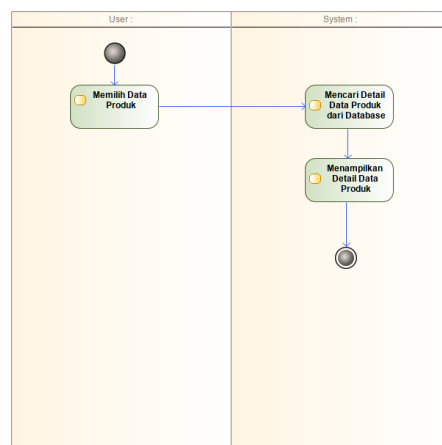 User :
System :
Memilih Data
Produk
Mencari Detail
Data Produk
dari Database
Menampilkan
Detail Data
Produk